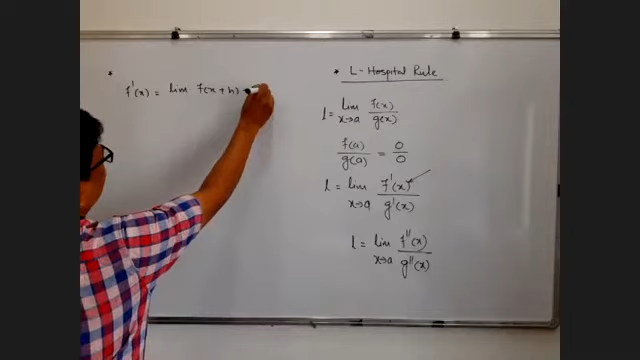 * f'(x) = lim f(x+h) -
* L-Hospital Rule
l = lim x→a f(x)/g(x)
f(a)/g(a) = 0/0
l = lim x→a f'(x)/g'(x)
l = lim x→a f''(x)/g''(x)